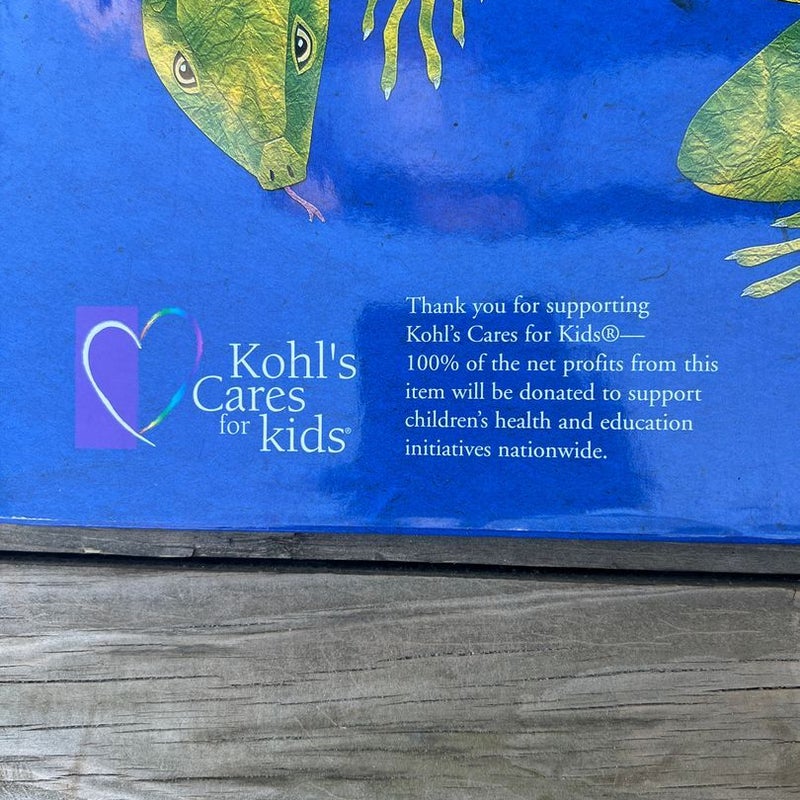 Kohl's
Cares
for
kids®
Thank you for supporting
Kohl's Cares for Kids®—
100% of the net profits from this
item will be donated to support
children's health and education
initiatives nationwide.